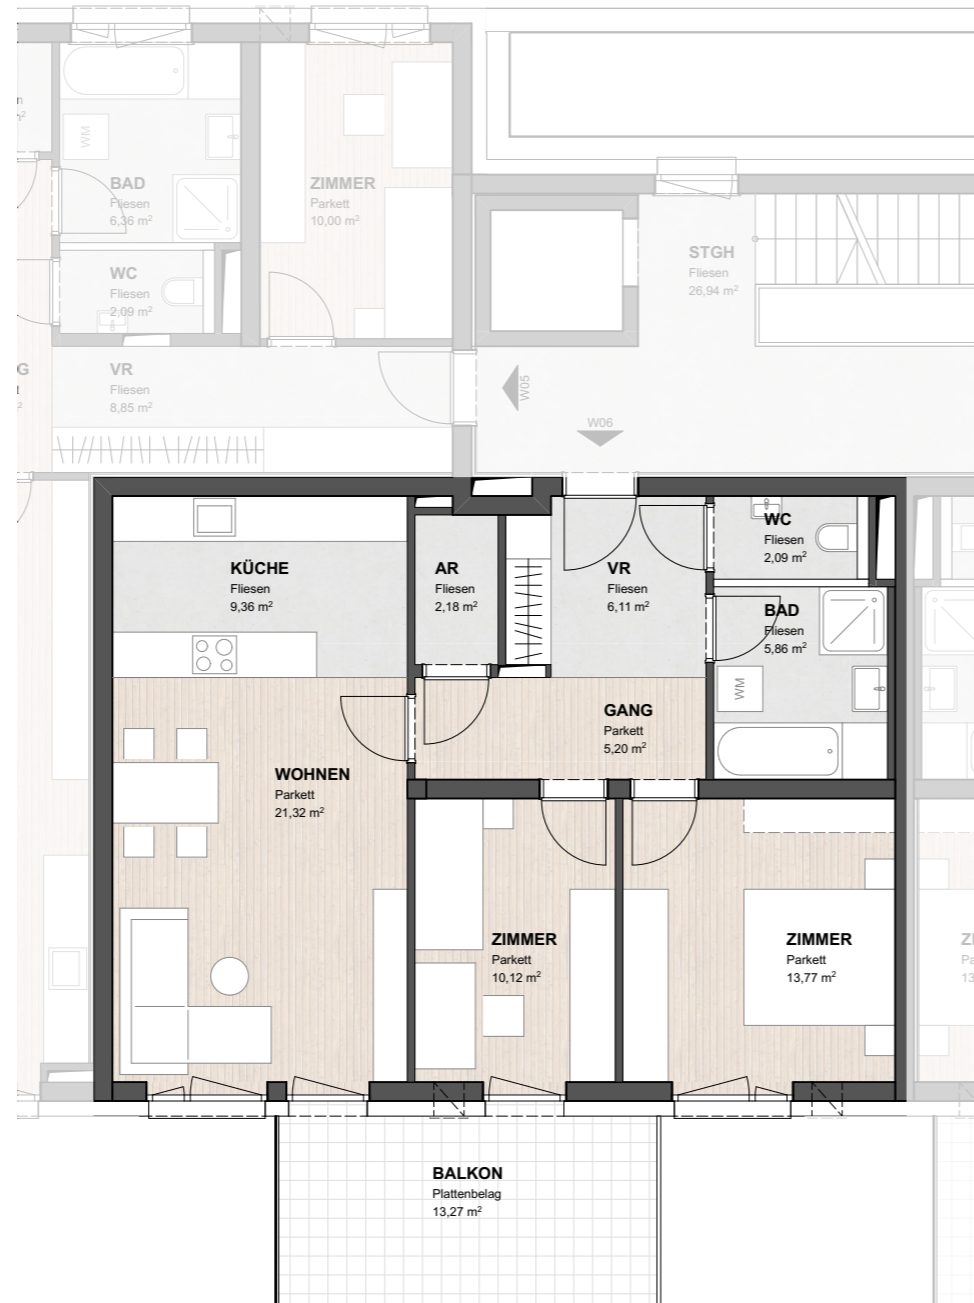 BAD
Fliesen
6,36 m²
WM
ZIMMER
Parkett
10,00 m²
WC
Fliesen
2,09 m²
STGH
Fliesen
26,94 m²
VR
Fliesen
8,85 m²
W05
W06
KÜCHE
Fliesen
9,36 m²
AR
Fliesen
2,18 m²
VR
Fliesen
6,11 m²
WC
Fliesen
2,09 m²
BAD
Fliesen
5,86 m²
WM
GANG
Parkett
5,20 m²
WOHNEN
Parkett
21,32 m²
ZIMMER
Parkett
10,12 m²
ZIMMER
Parkett
13,77 m²
BALKON
Plattenbelag
13,27 m²